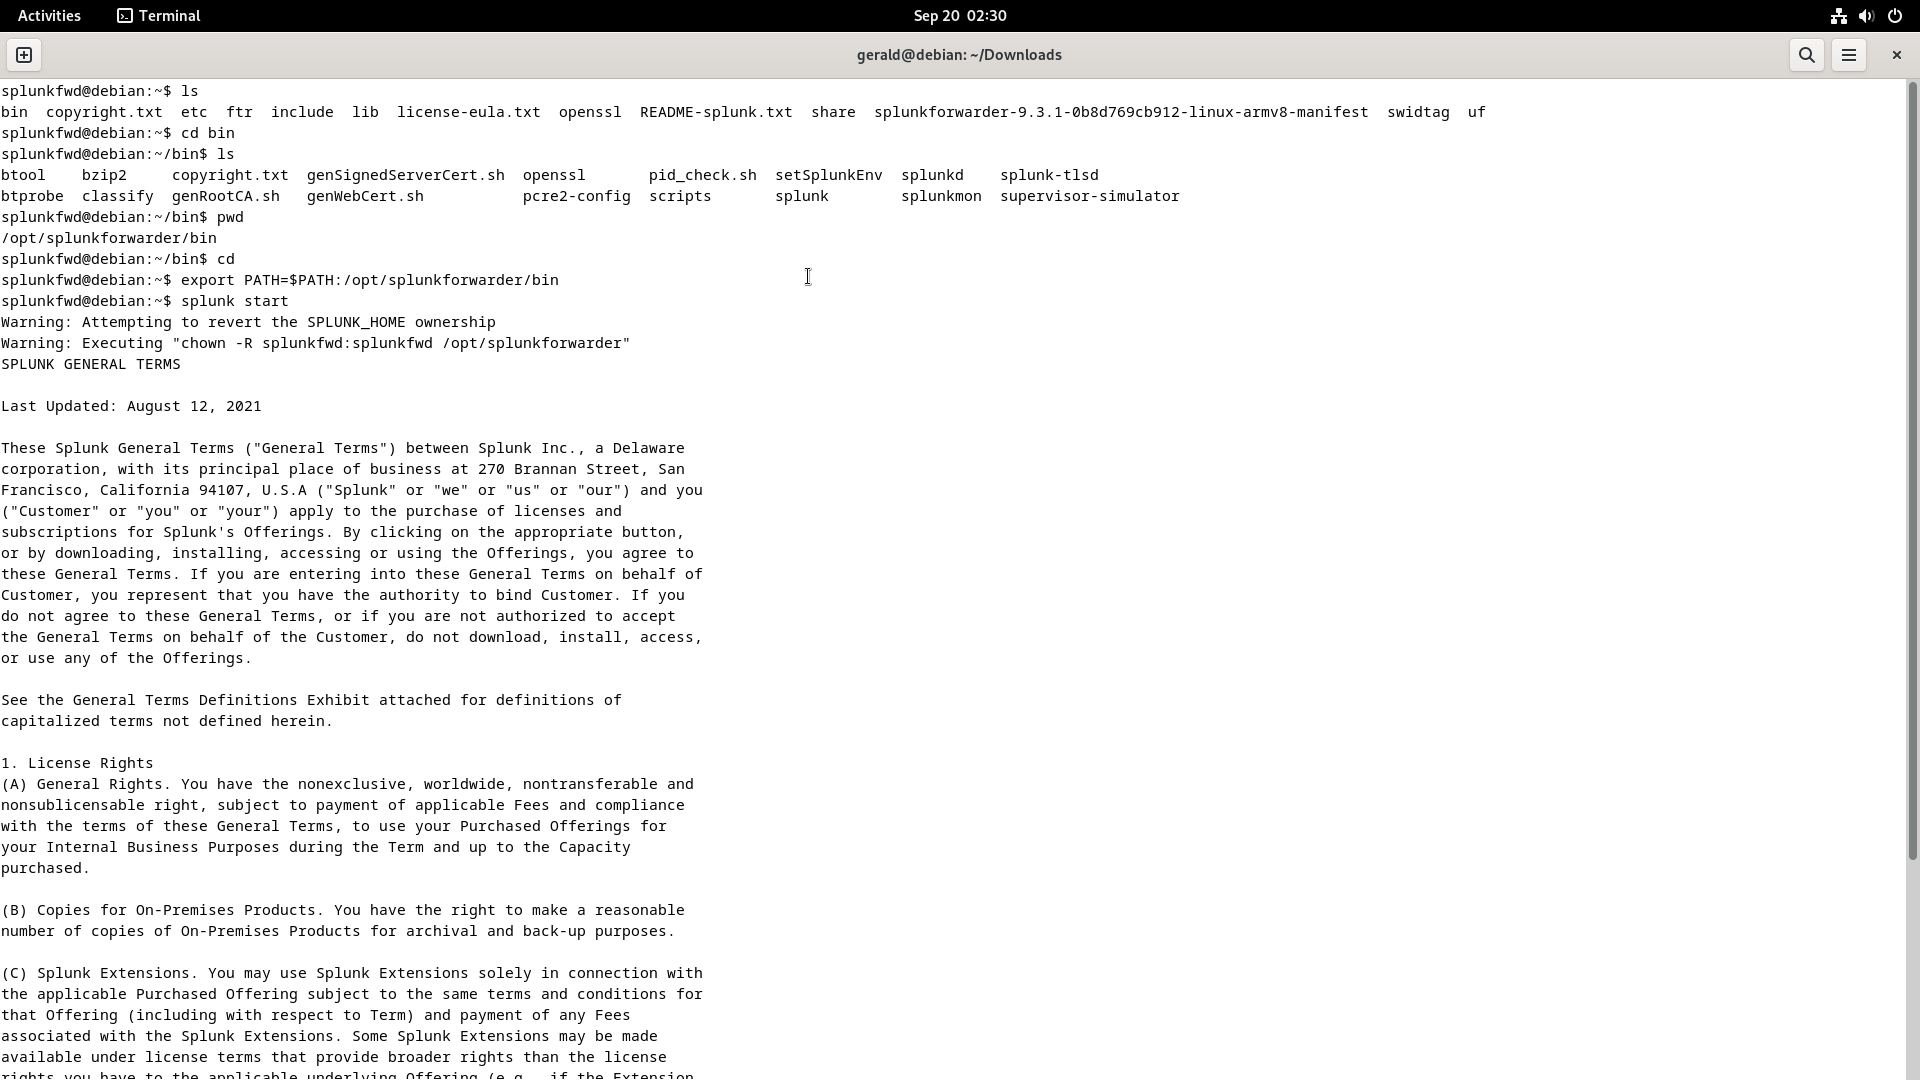 Activities Terminal Sep 20 02:30
gerald@debian: ~/Downloads
splunkfwd@debian:~$ ls
bin  copyright.txt  etc  ftr  include  lib  license-eula.txt  openssl  README-splunk.txt  share  splunkforwarder-9.3.1-0b8d769cb912-linux-armv8-manifest  swidtag  uf
splunkfwd@debian:~$ cd bin
splunkfwd@debian:~/bin$ ls
btool    bzip2     copyright.txt  genSignedServerCert.sh  openssl       pid_check.sh  setSplunkEnv  splunkd    splunk-tlsd
btprobe  classify  genRootCA.sh   genWebCert.sh           pcre2-config  scripts       splunk        splunkmon  supervisor-simulator
splunkfwd@debian:~/bin$ pwd
/opt/splunkforwarder/bin
splunkfwd@debian:~/bin$ cd
splunkfwd@debian:~$ export PATH=$PATH:/opt/splunkforwarder/bin
splunkfwd@debian:~$ splunk start
Warning: Attempting to revert the SPLUNK_HOME ownership
Warning: Executing "chown -R splunkfwd:splunkfwd /opt/splunkforwarder"
SPLUNK GENERAL TERMS
Last Updated: August 12, 2021
These Splunk General Terms ("General Terms") between Splunk Inc., a Delaware
corporation, with its principal place of business at 270 Brannan Street, San
Francisco, California 94107, U.S.A ("Splunk" or "we" or "us" or "our") and you
("Customer" or "you" or "your") apply to the purchase of licenses and
subscriptions for Splunk's Offerings. By clicking on the appropriate button,
or by downloading, installing, accessing or using the Offerings, you agree to
these General Terms. If you are entering into these General Terms on behalf of
Customer, you represent that you have the authority to bind Customer. If you
do not agree to these General Terms, or if you are not authorized to accept
the General Terms on behalf of the Customer, do not download, install, access,
or use any of the Offerings.
See the General Terms Definitions Exhibit attached for definitions of
capitalized terms not defined herein.
1. License Rights
(A) General Rights. You have the nonexclusive, worldwide, nontransferable and
nonsublicensable right, subject to payment of applicable Fees and compliance
with the terms of these General Terms, to use your Purchased Offerings for
your Internal Business Purposes during the Term and up to the Capacity
purchased.
(B) Copies for On-Premises Products. You have the right to make a reasonable
number of copies of On-Premises Products for archival and back-up purposes.
(C) Splunk Extensions. You may use Splunk Extensions solely in connection with
the applicable Purchased Offering subject to the same terms and conditions for
that Offering (including with respect to Term) and payment of any Fees
associated with the Splunk Extensions. Some Splunk Extensions may be made
available under license terms that provide broader rights than the license
rights you have to the applicable underlying Offering (e.g., if the Extension